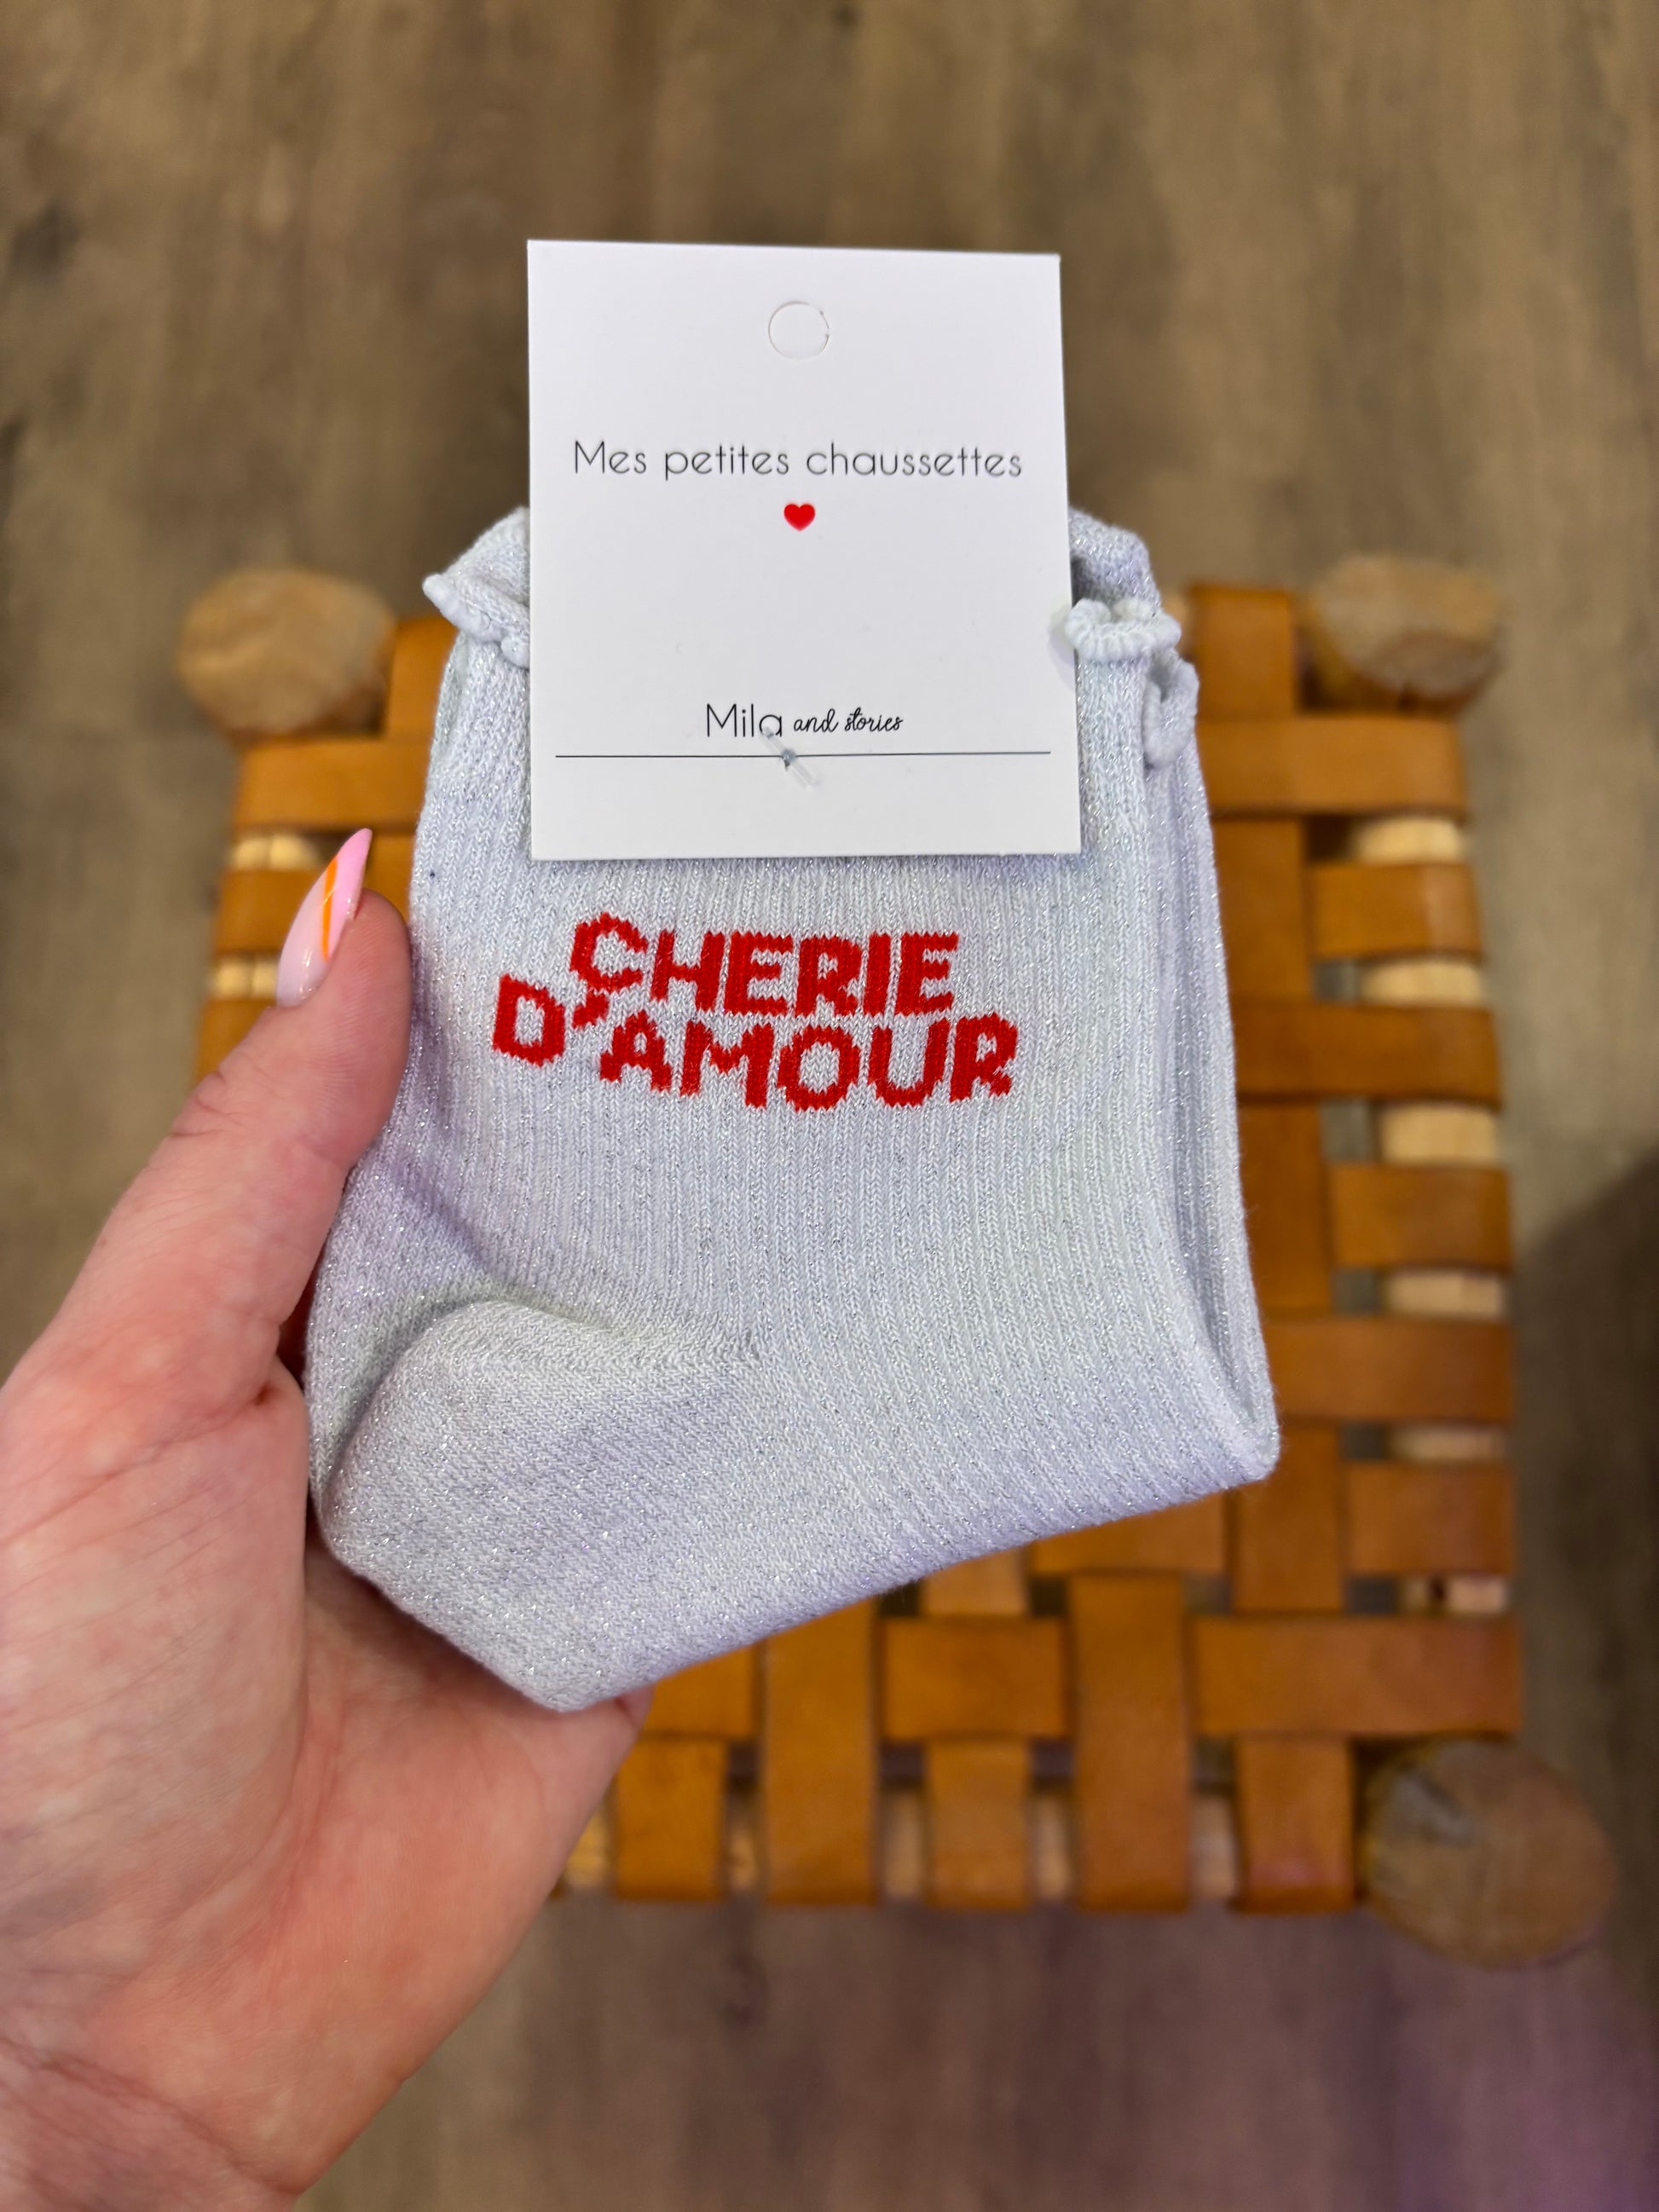 Mes petites chaussettes
Mila and stories
CHERIE
D'AMOUR